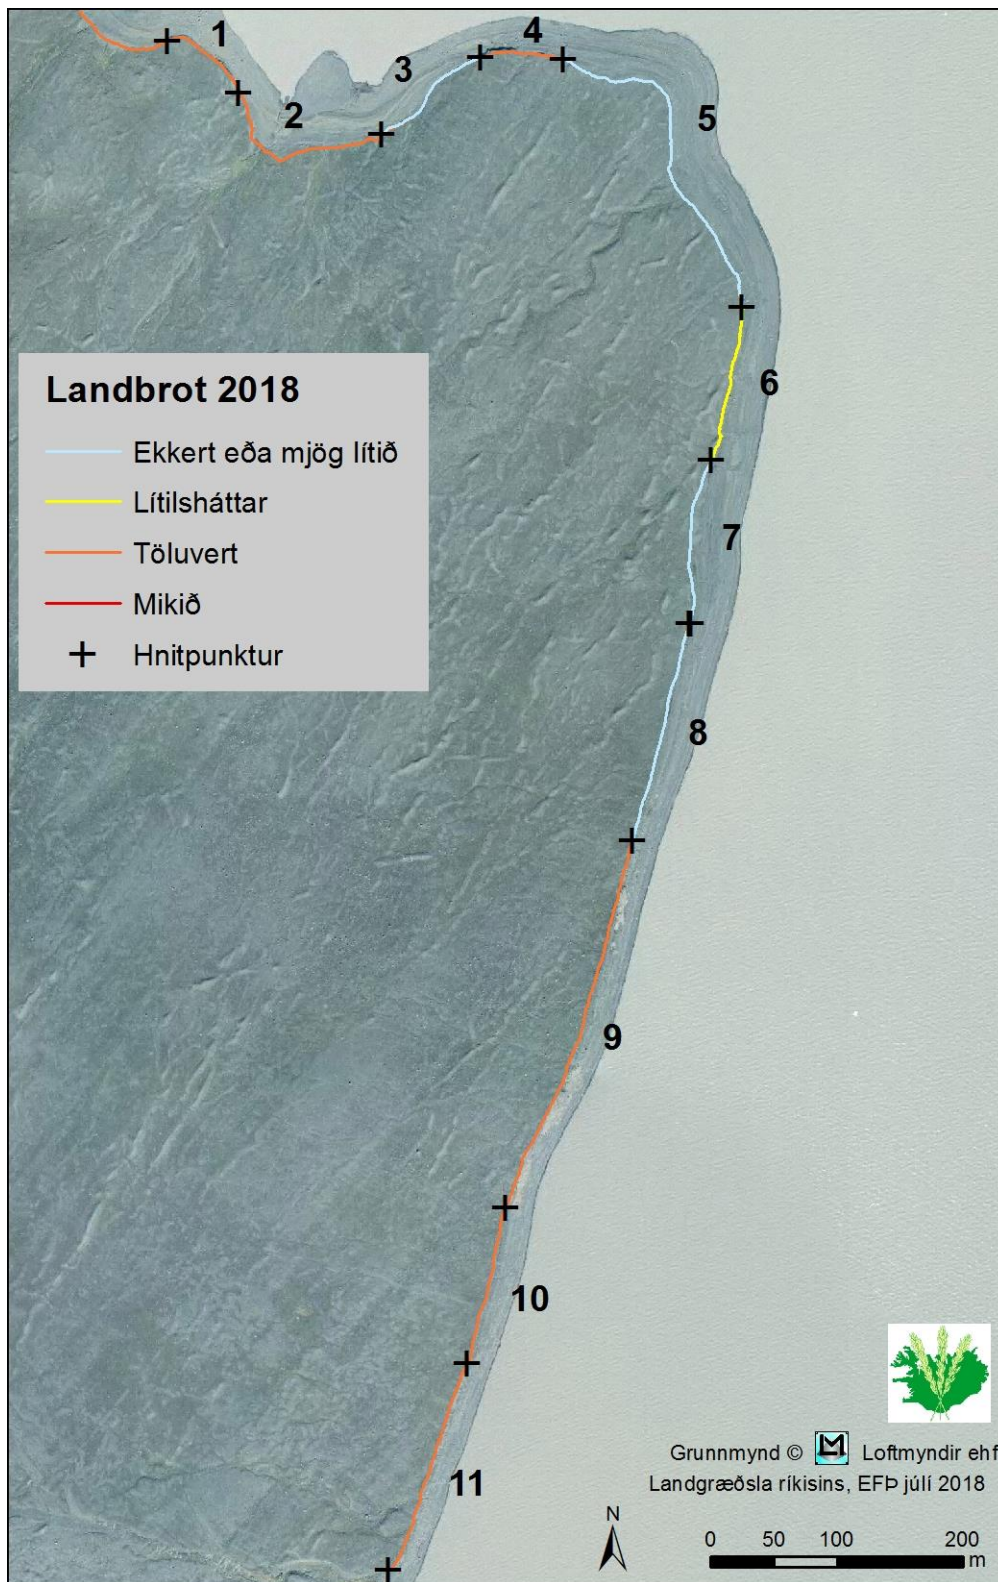 1
2
3
4
5
6
7
8
9
10
11
Landbrot 2018
Ekkert eða mjög lítið
Lítilsháttar
Töluvert
Mikið
Hnitpunktur
Grunnmynd © LM Loftmyndir ehf
Landgræðsla ríkisins, EFÞ júlí 2018
N
0 50 100 200
m